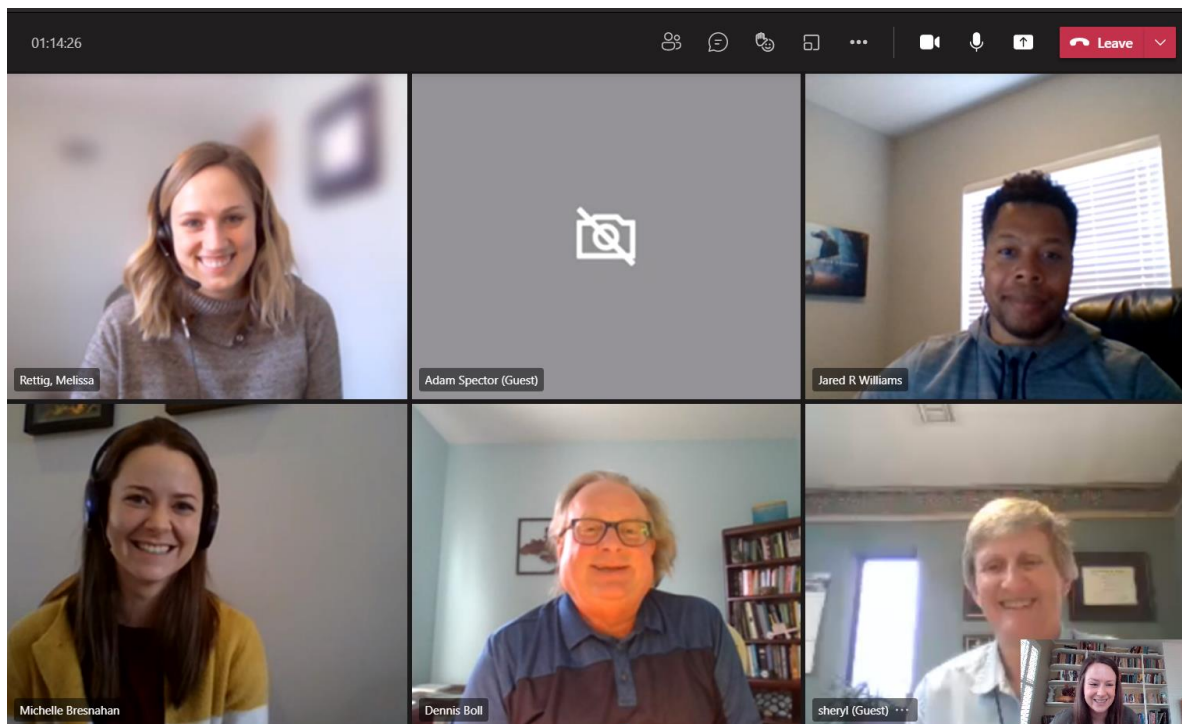 01:14:26
Leave
Rettig, Melissa
Adam Spector (Guest)
Jared R Williams
Michelle Bresnahan
Dennis Boll
sheryl (Guest) ···